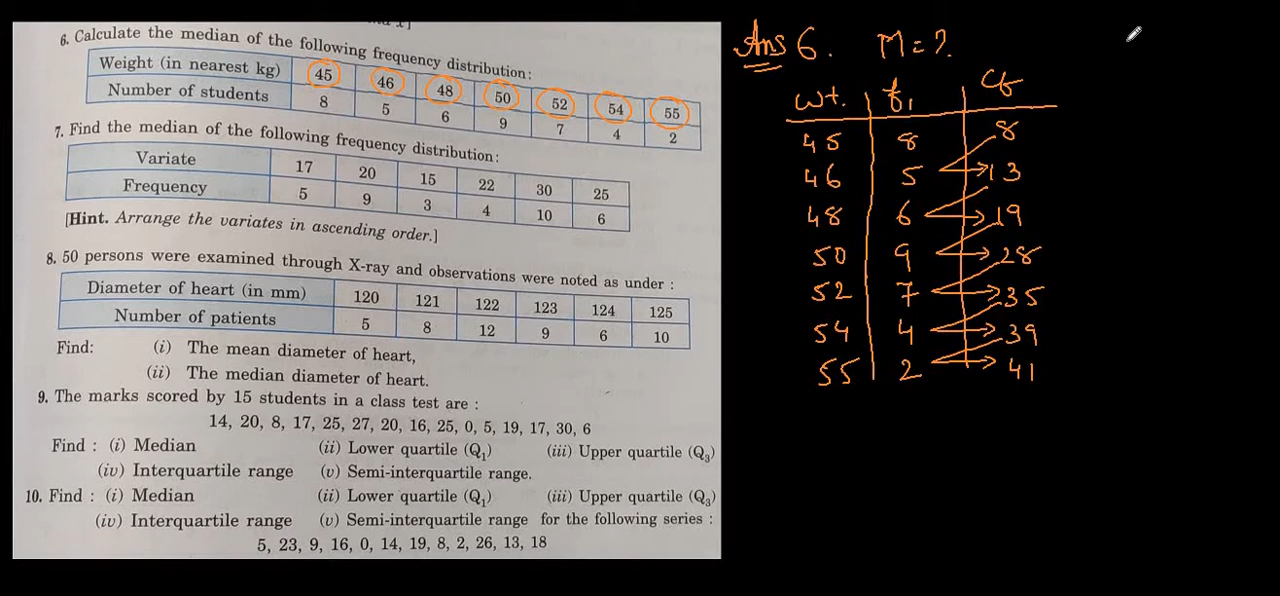 6. Calculate the median of the following frequency distribution:
Weight (in nearest kg) 45 46 48 50 52 54 55
Number of students 8 5 6 9 7 4 2
7. Find the median of the following frequency distribution:
Variate 17 20 15 22 30 25
Frequency 5 9 3 4 10 6
[Hint. Arrange the variates in ascending order.]
8. 50 persons were examined through X-ray and observations were noted as under :
Diameter of heart (in mm) 120 121 122 123 124 125
Number of patients 5 8 12 9 6 10
Find: (i) The mean diameter of heart,
(ii) The median diameter of heart.
9. The marks scored by 15 students in a class test are :
14, 20, 8, 17, 25, 27, 20, 16, 25, 0, 5, 19, 17, 30, 6
Find : (i) Median (ii) Lower quartile (Q₁) (iii) Upper quartile (Q₃)
(iv) Interquartile range (v) Semi-interquartile range.
10. Find : (i) Median (ii) Lower quartile (Q₁) (iii) Upper quartile (Q₃)
(iv) Interquartile range (v) Semi-interquartile range for the following series :
5, 23, 9, 16, 0, 14, 19, 8, 2, 26, 13, 18
Ans 6. M = ?
wt. f₁ cf
45 8 8
46 5 13
48 6 19
50 9 28
52 7 35
54 4 39
55 2 41